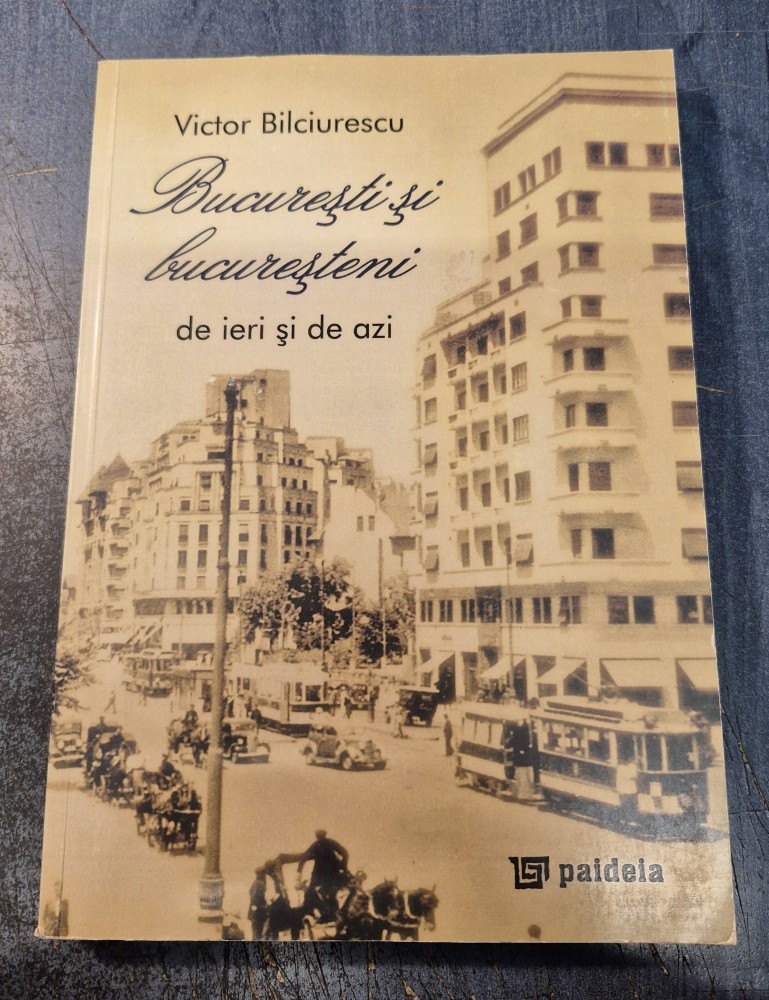 Victor Bilciurescu
Bucureşti şi
bucureşteni
de ieri şi de azi
paideia